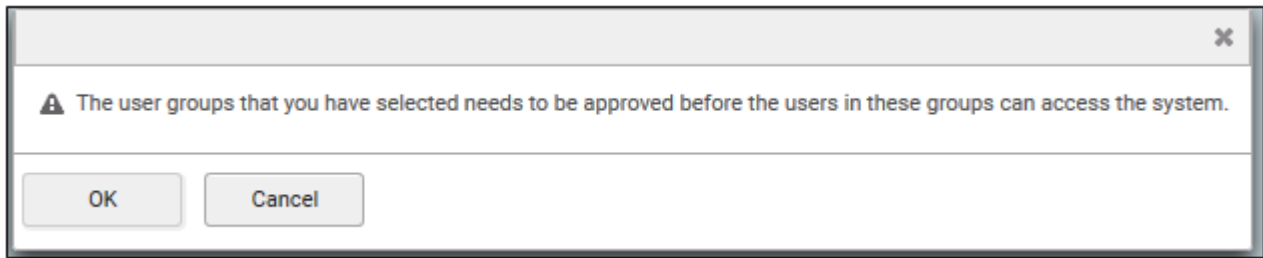 The user groups that you have selected needs to be approved before the users in these groups can access the system.
OK
Cancel